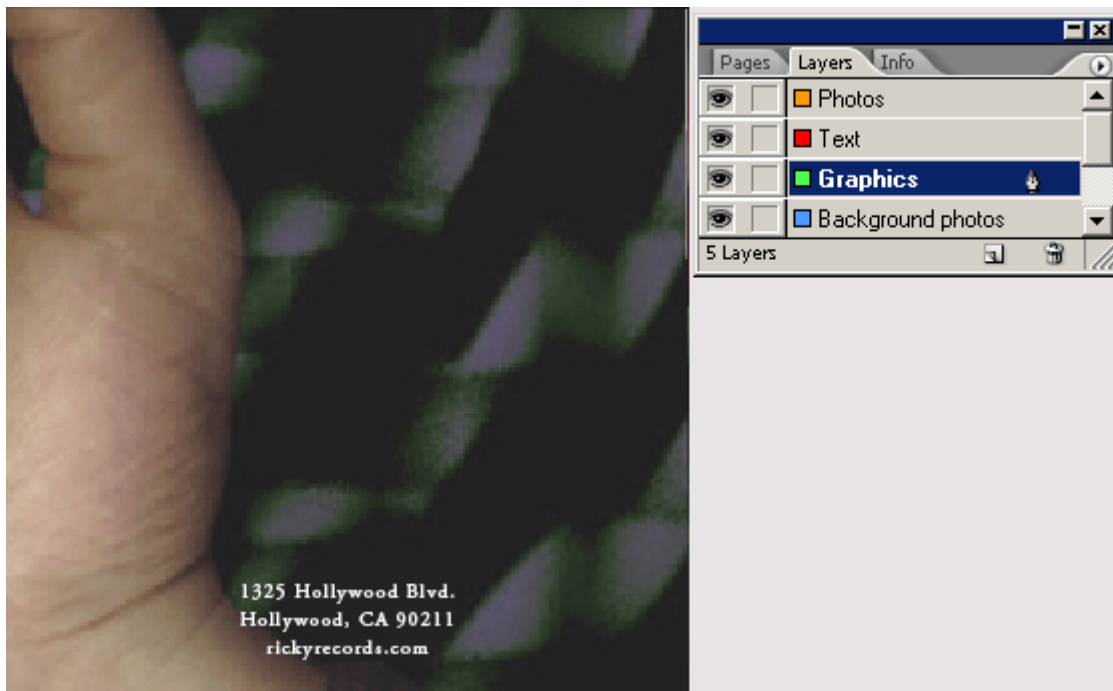 Pages Layers Info
Photos
Text
Graphics
Background photos
5 Layers
1325 Hollywood Blvd.
Hollywood, CA 90211
rickyrecords.com